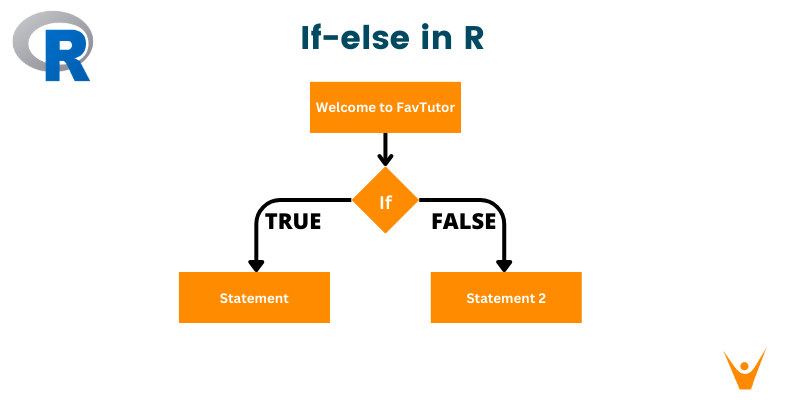 R
If-else in R
Welcome to FavTutor
If
TRUE
FALSE
Statement
Statement 2